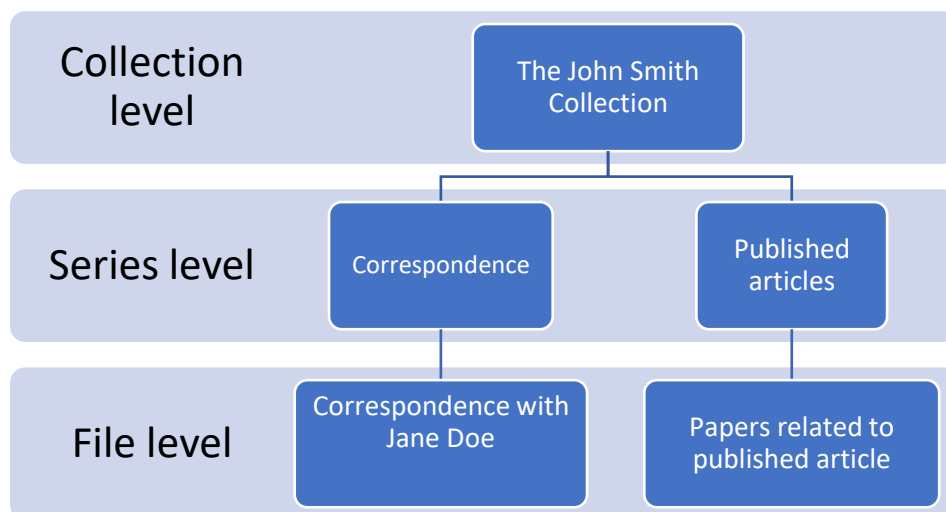 Collection
level
The John Smith
Collection
Series level
Correspondence
Published
articles
File level
Correspondence with
Jane Doe
Papers related to
published article